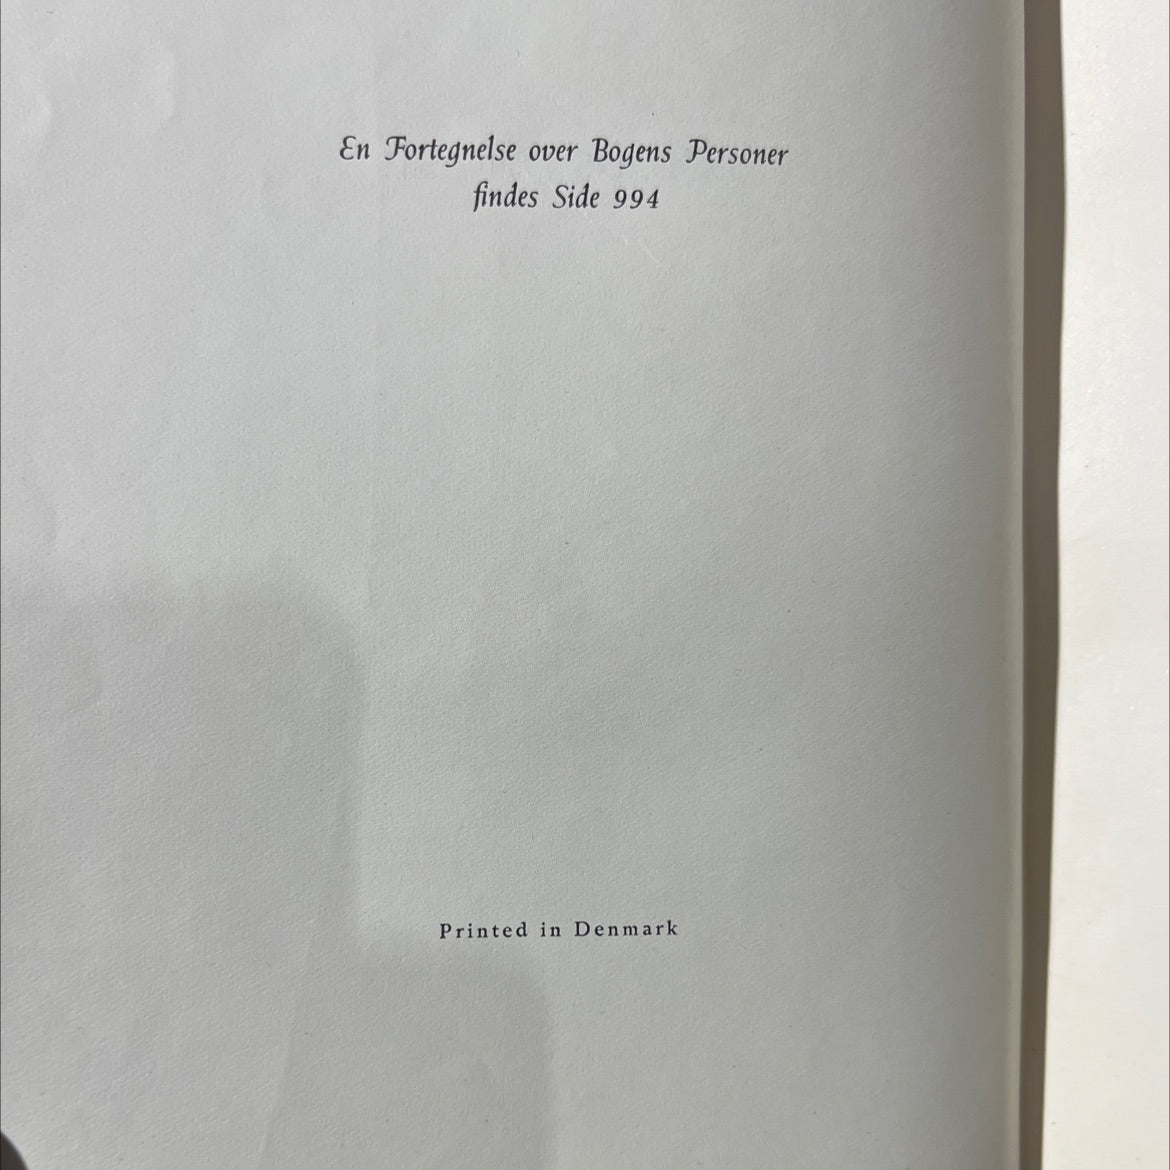 En Fortegnelse over Bogens Personer
findes Side 994
Printed in Denmark